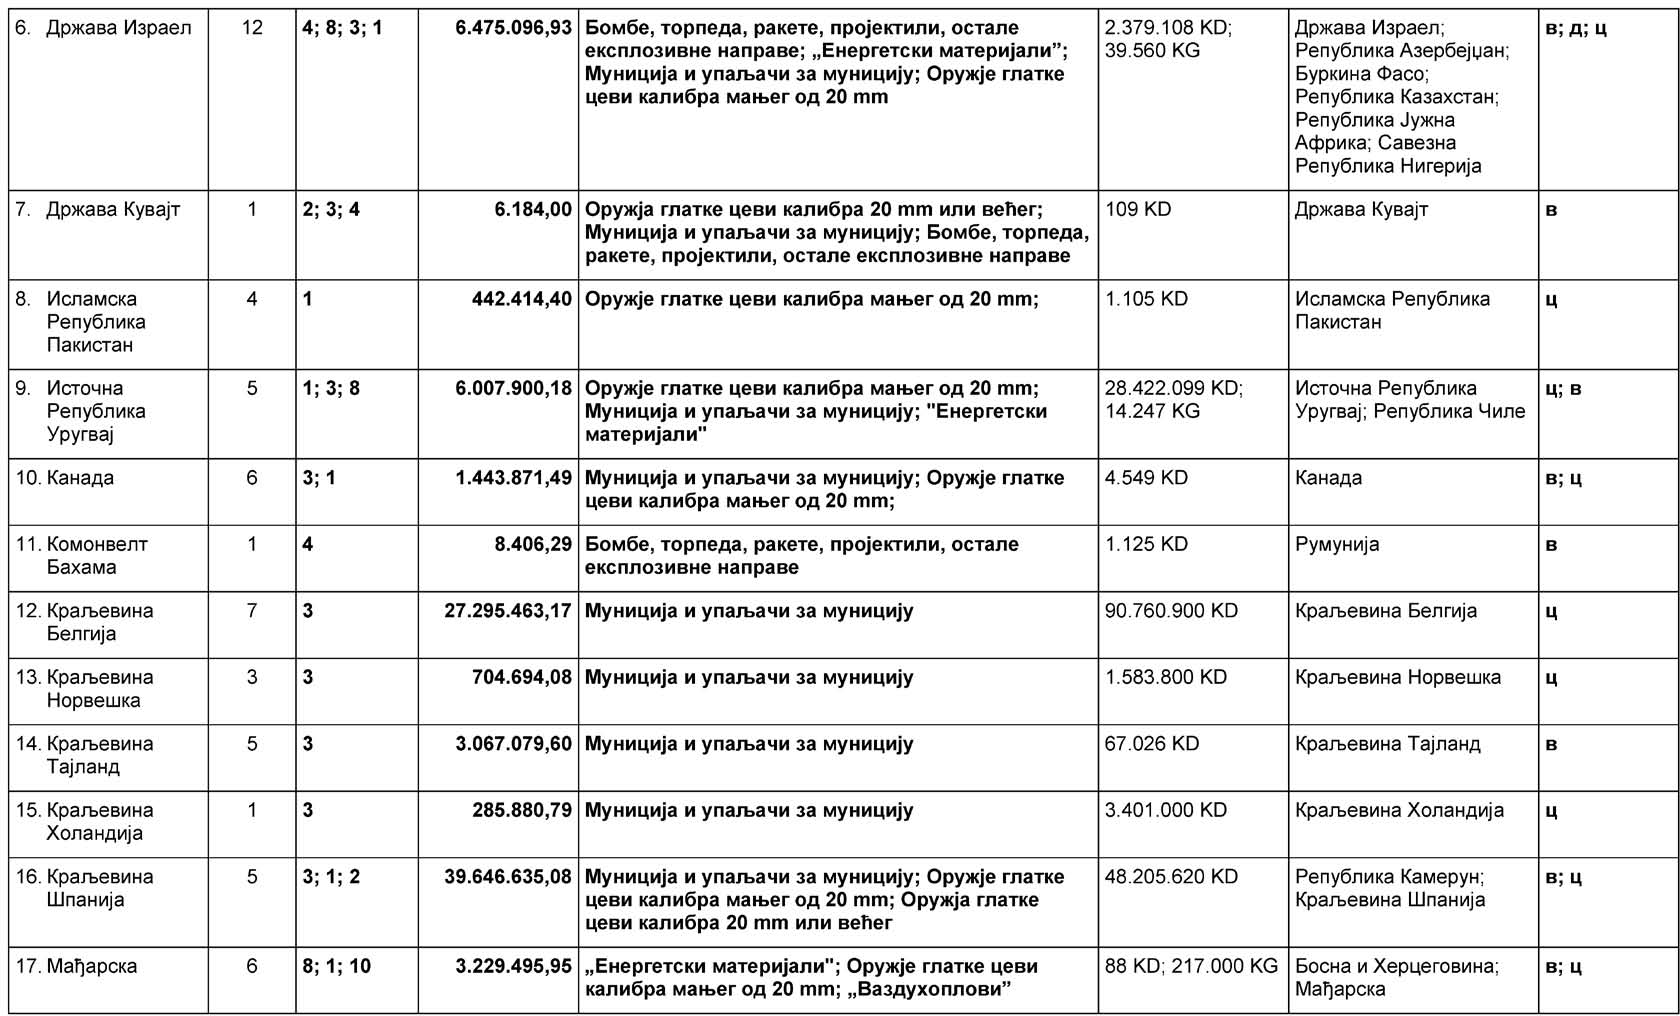 6. Држава Израел 12 4; 8; 3; 1 6.475.096,93 Бомбе, торпеда, ракете, пројектили, остале 2.379.108 KD; Држава Израел; в; д; ц
експлозивне направе; „Енергетски материјали”; 39.560 KG Република Азербејџан;
Муниција и упаљачи за муницију; Оружје глатке Буркина Фасо;
цеви калибра мањег од 20 mm Република Казахстан;
Република Јужна
Африка; Савезна
Република Нигерија
7. Држава Кувајт 1 2; 3; 4 6.184,00 Оружја глатке цеви калибра 20 mm или већег; 109 KD Држава Кувајт в
Муниција и упаљачи за муницију; Бомбе, торпеда,
ракете, пројектили, остале експлозивне направе
8. Исламска 4 1 442.414,40 Оружје глатке цеви калибра мањег од 20 mm; 1.105 KD Исламска Република ц
Република Пакистан
Пакистан
9. Источна 5 1; 3; 8 6.007.900,18 Оружје глатке цеви калибра мањег од 20 mm; 28.422.099 KD; Источна Република ц; в
Република Муниција и упаљачи за муницију; "Енергетски 14.247 KG Уругвај; Република Чиле
Уругвај материјали"
10. Канада 6 3; 1 1.443.871,49 Муниција и упаљачи за муницију; Оружје глатке 4.549 KD Канада в; ц
цеви калибра мањег од 20 mm;
11. Комонвелт 1 4 8.406,29 Бомбе, торпеда, ракете, пројектили, остале 1.125 KD Румунија в
Бахама експлозивне направе
12. Краљевина 7 3 27.295.463,17 Муниција и упаљачи за муницију 90.760.900 KD Краљевина Белгија ц
Белгија
13. Краљевина 3 3 704.694,08 Муниција и упаљачи за муницију 1.583.800 KD Краљевина Норвешка ц
Норвешка
14. Краљевина 5 3 3.067.079,60 Муниција и упаљачи за муницију 67.026 KD Краљевина Тајланд в
Тајланд
15. Краљевина 1 3 285.880,79 Муниција и упаљачи за муницију 3.401.000 KD Краљевина Холандија ц
Холандија
16. Краљевина 5 3; 1; 2 39.646.635,08 Муниција и упаљачи за муницију; Оружје глатке 48.205.620 KD Република Камерун; в; ц
Шпанија цеви калибра мањег од 20 mm; Оружја глатке Краљевина Шпанија
цеви калибра 20 mm или већег
17. Мађарска 6 8; 1; 10 3.229.495,95 „Енергетски материјали"; Оружје глатке цеви 88 KD; 217.000 KG Босна и Херцеговина; в; ц
калибра мањег од 20 mm; „Ваздухоплови” Мађарска